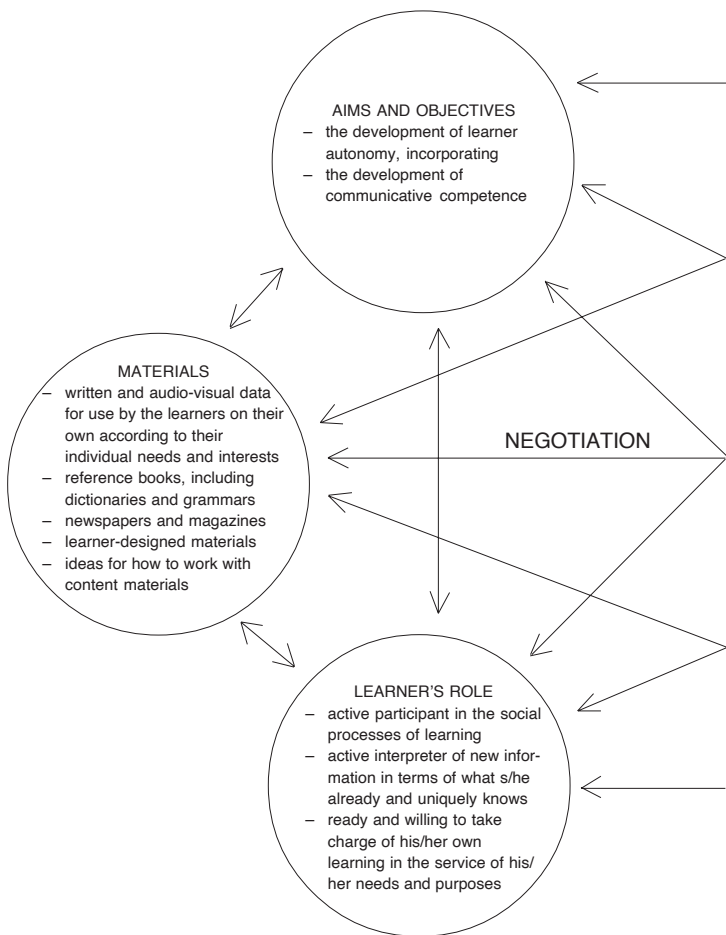 AIMS AND OBJECTIVES
– the development of learner
autonomy, incorporating
– the development of
communicative competence
MATERIALS
– written and audio-visual data
for use by the learners on their
own according to their
individual needs and interests
– reference books, including
dictionaries and grammars
– newspapers and magazines
– learner-designed materials
– ideas for how to work with
content materials
NEGOTIATION
LEARNER'S ROLE
– active participant in the social
processes of learning
– active interpreter of new infor-
mation in terms of what s/he
already and uniquely knows
– ready and willing to take
charge of his/her own
learning in the service of his/
her needs and purposes